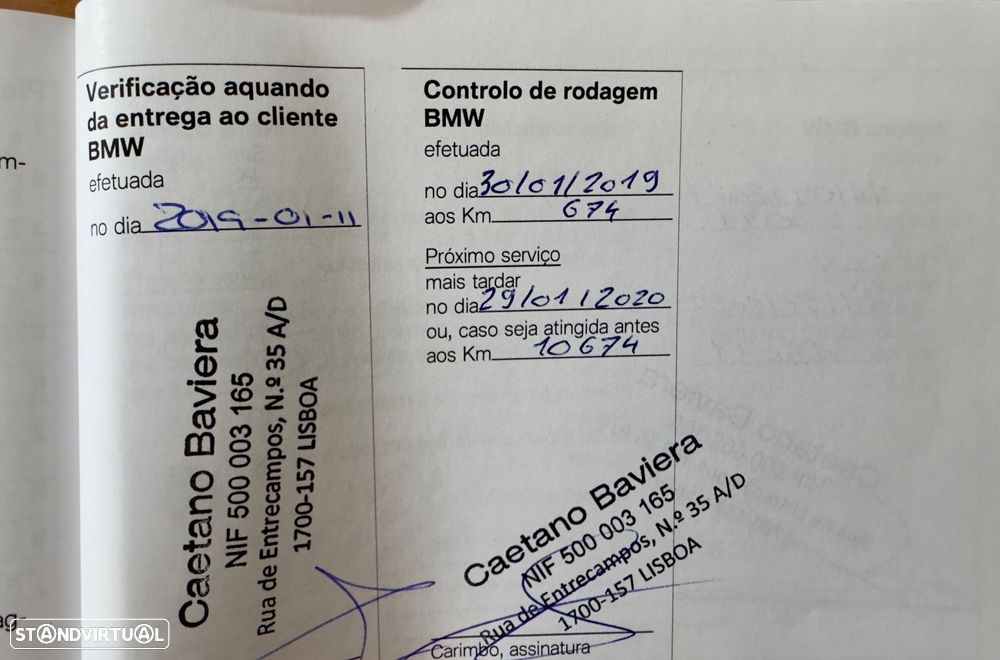 Verificação aquando
da entrega ao cliente
BMW
efetuada
no dia 2019-01-11
Caetano Baviera
NIF 500 003 165
Rua de Entrecampos, N.º 35 A/D
1700-157 LISBOA
Controlo de rodagem
BMW
efetuada
no dia 30/01/2019
aos Km 674
Próximo serviço
mais tardar
no dia 29/01/2020
ou, caso seja atingida antes
aos Km 10674
Caetano Baviera
NIF 500 003 165
Rua de Entrecampos, N.º 35 A/D
1700-157 LISBOA
Carimbo, assinatura
m-
ag-
STANDVIRTUAL